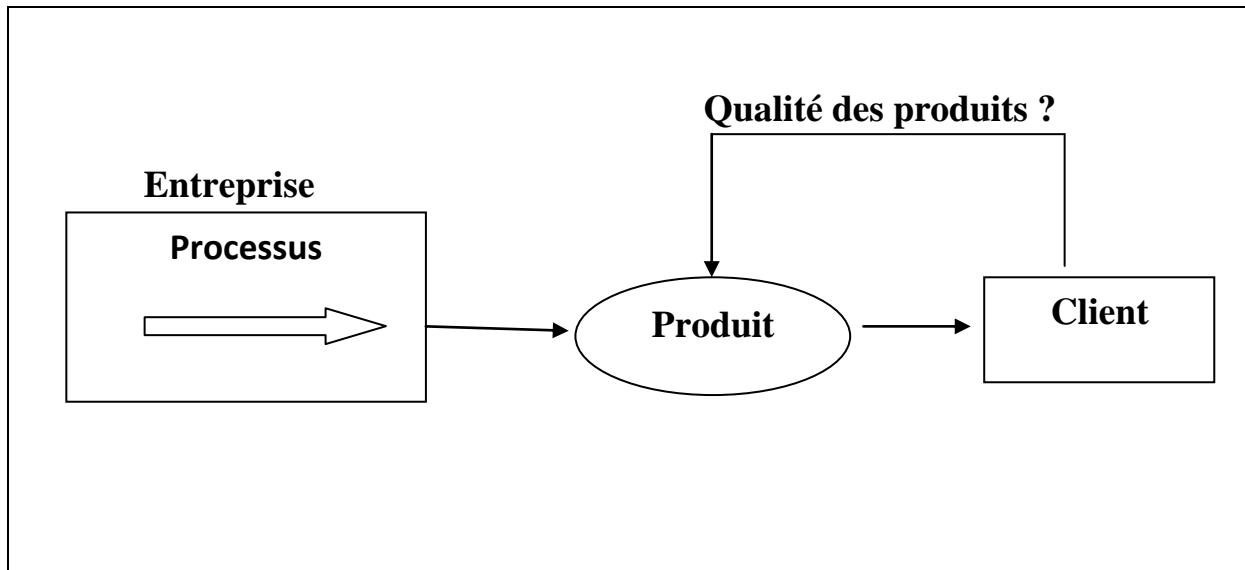 Qualité des produits ?
Entreprise
Processus
Produit
Client